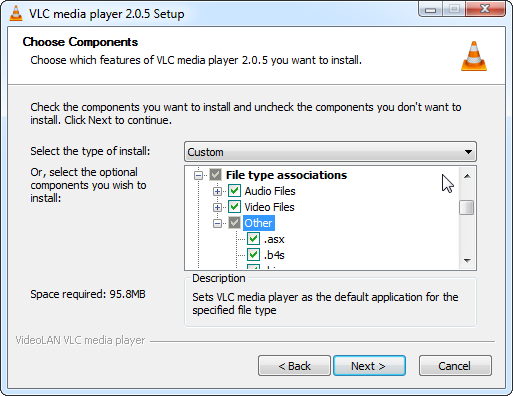 VLC media player 2.0.5 Setup
Choose Components
Choose which features of VLC media player 2.0.5 you want to install.
Check the components you want to install and uncheck the components you don't want to
install. Click Next to continue.
Select the type of install:
Custom
Or, select the optional
components you wish to
install:
File type associations
Audio Files
Video Files
Other
.asx
.b4s
Description
Sets VLC media player as the default application for the
specified file type
Space required: 95.8MB
VideoLAN VLC media player
< Back
Next >
Cancel